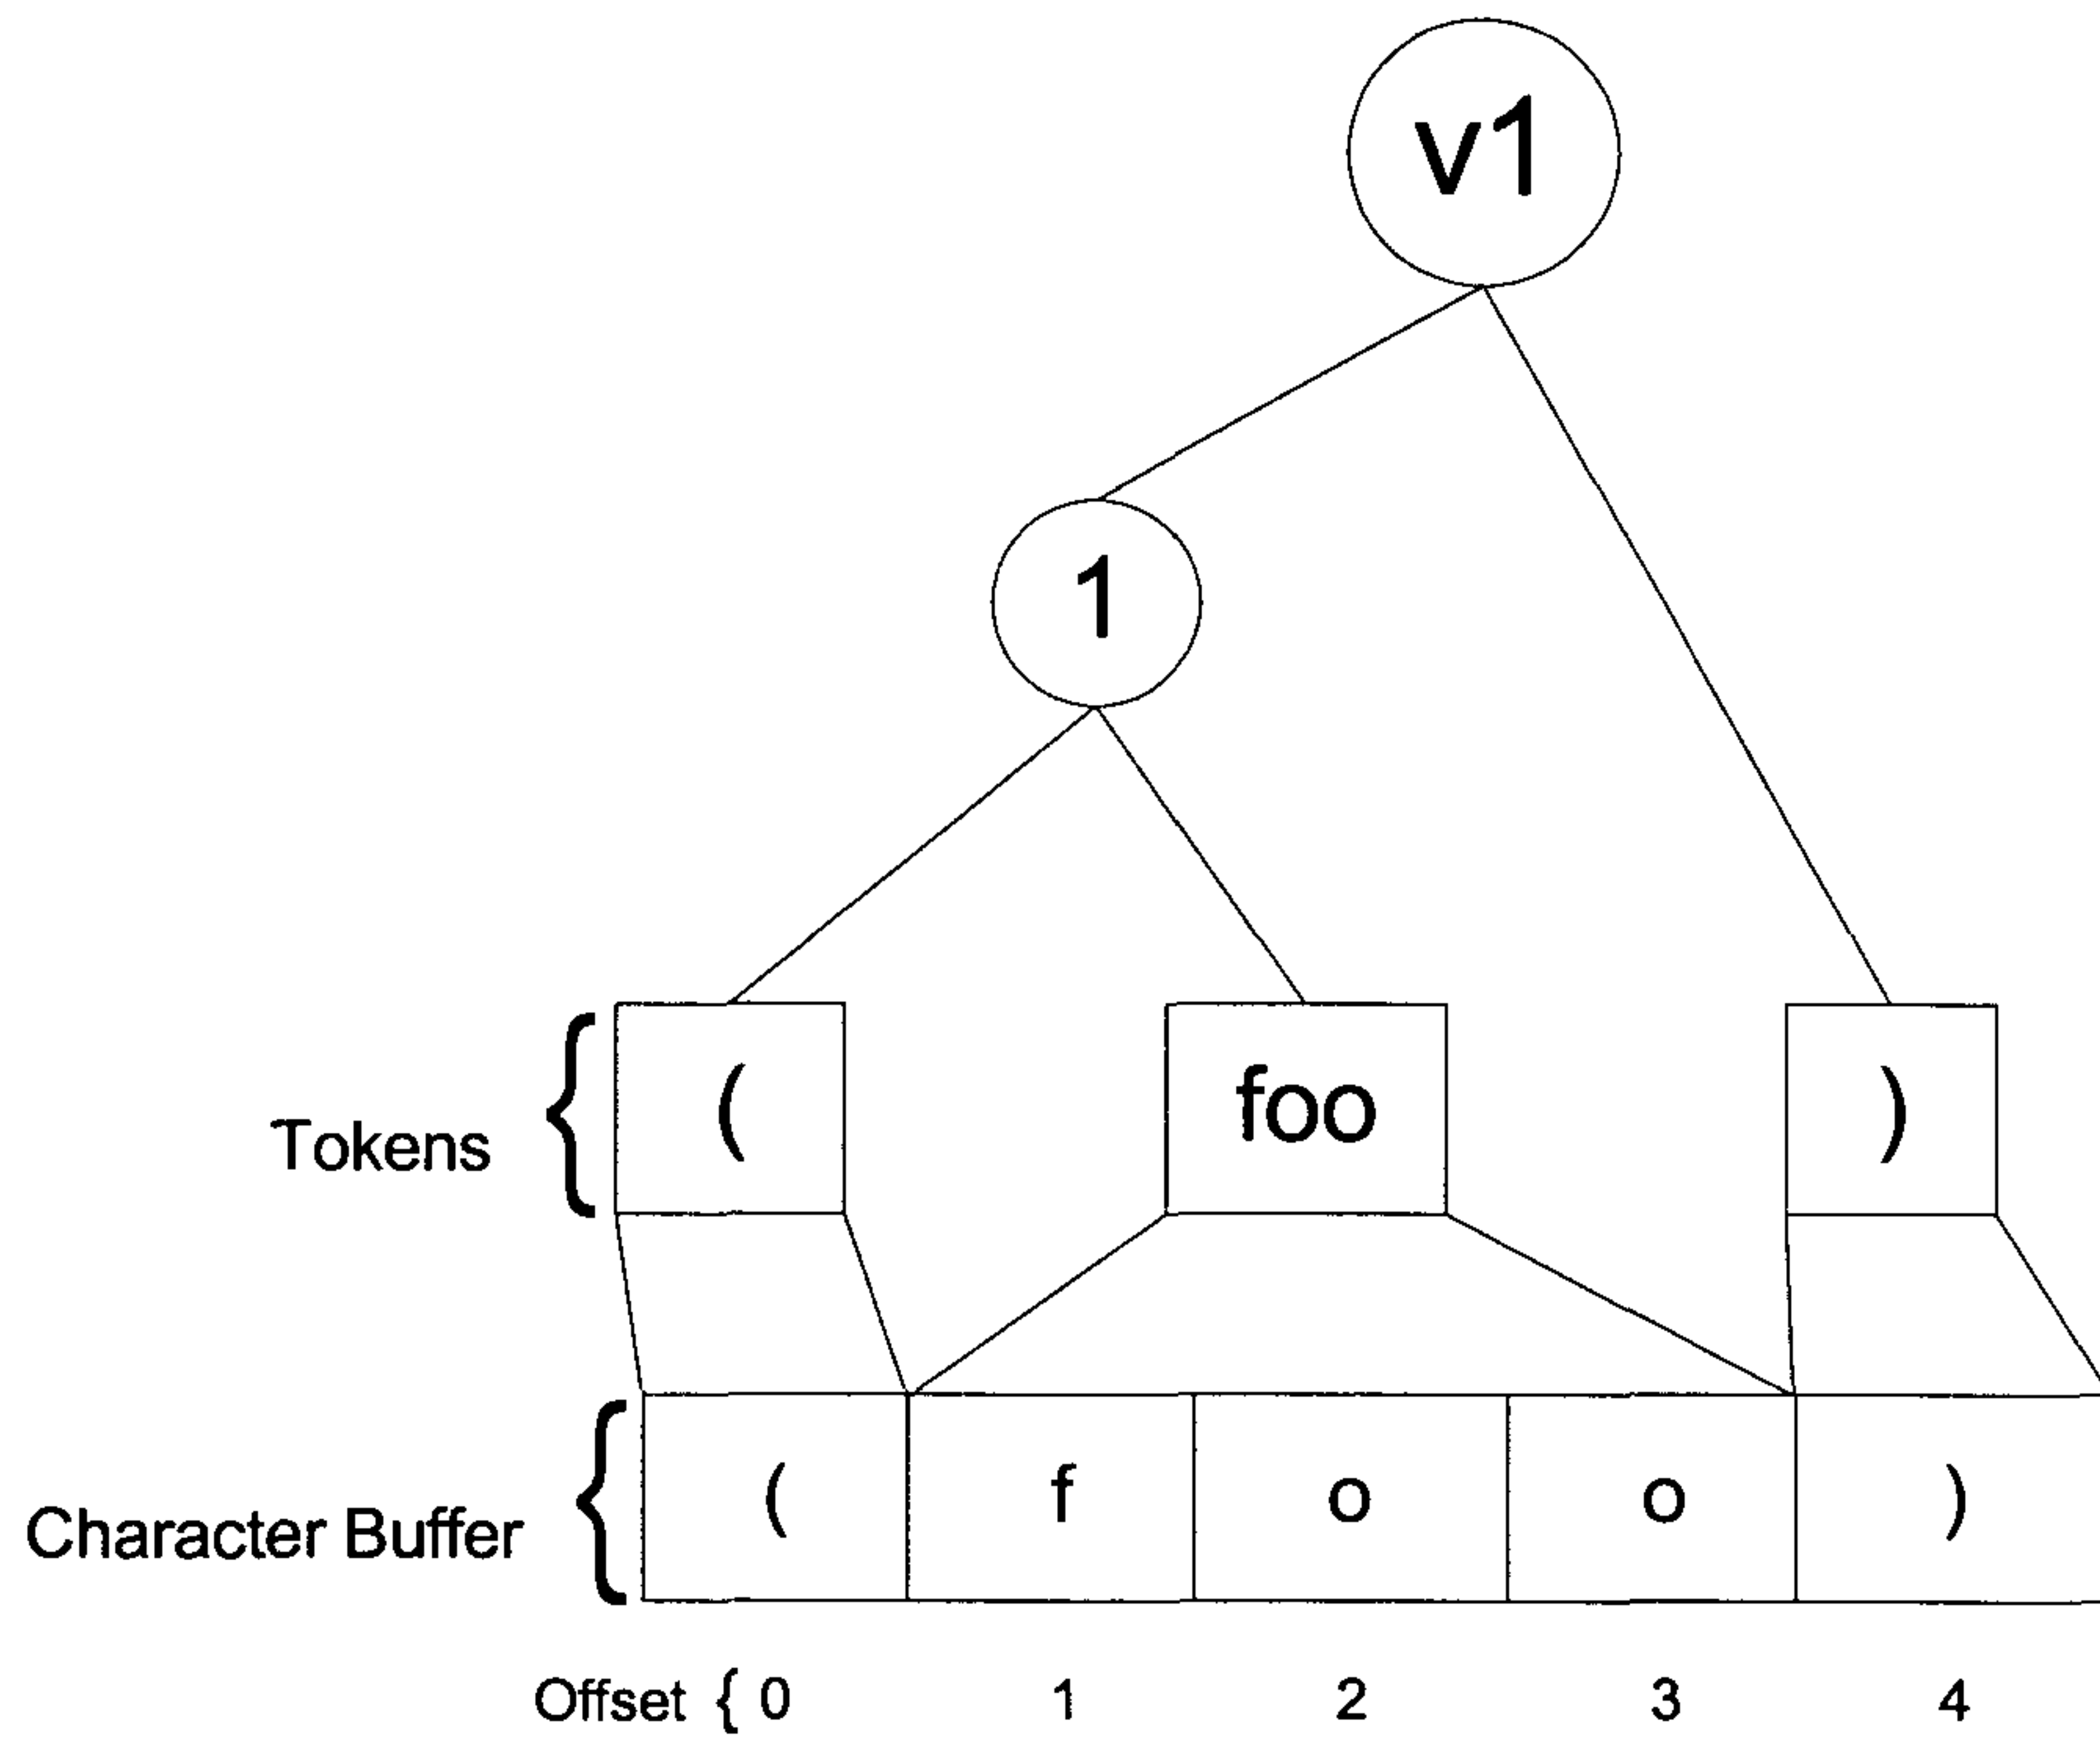 v1
1
Tokens { ( foo )
Character Buffer { ( f o o )
Offset { 0 1 2 3 4